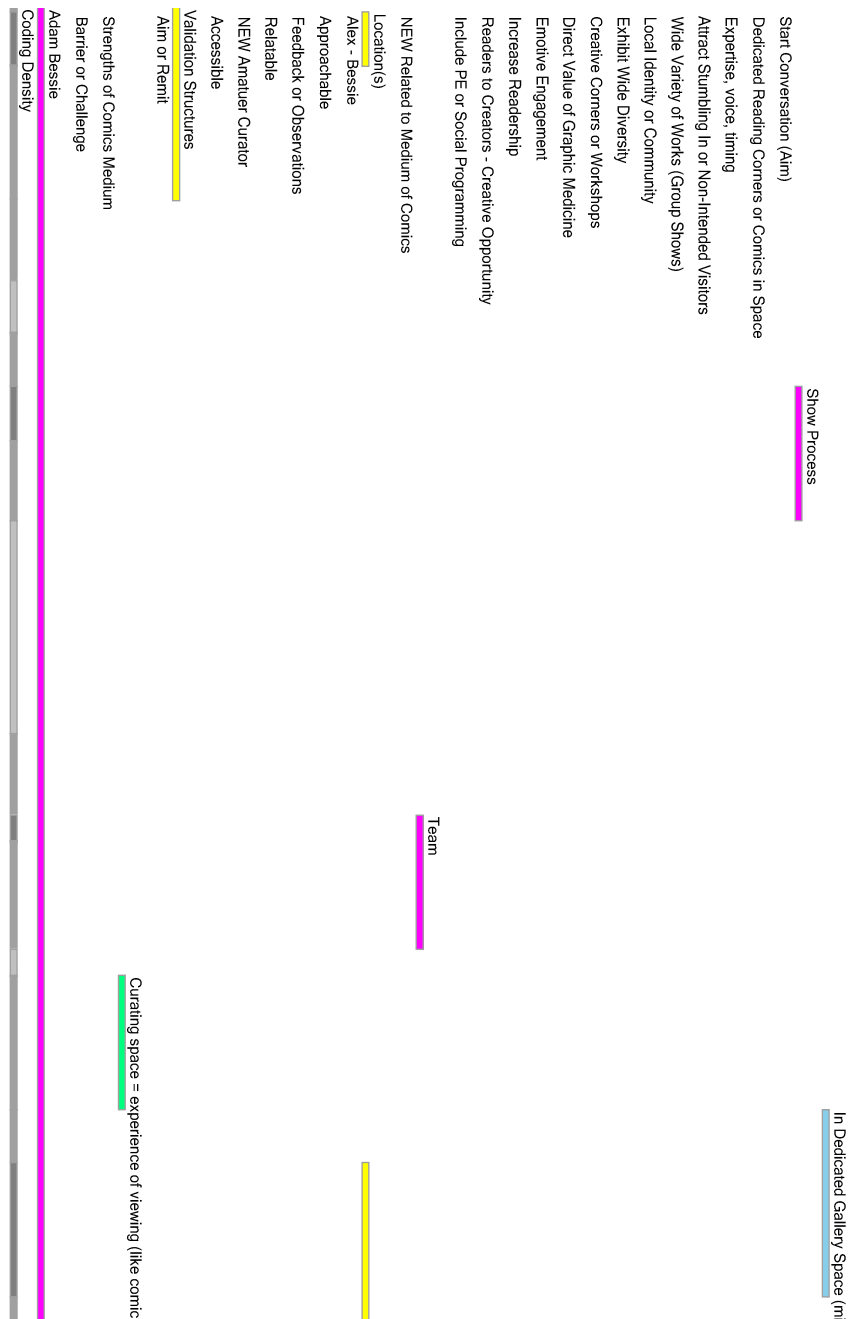 Coding Density
Adam Bessie
Barrier or Challenge
Strengths of Comics Medium
Curating space = experience of viewing (like comic
Aim or Remit
Validation Structures
Accessible
NEW Amatuer Curator
Relatable
Feedback or Observations
Approachable
Alex - Bessie
Location(s)
NEW Related to Medium of Comics
Team
Include PE or Social Programming
Readers to Creators - Creative Opportunity
Increase Readership
Emotive Engagement
Direct Value of Graphic Medicine
Creative Corners or Workshops
Exhibit Wide Diversity
Local Identity or Community
Wide Variety of Works (Group Shows)
Attract Stumbling In or Non-Intended Visitors
Expertise, voice, timing
Dedicated Reading Corners or Comics in Space
Start Conversation (Aim)
Show Process
In Dedicated Gallery Space (mi